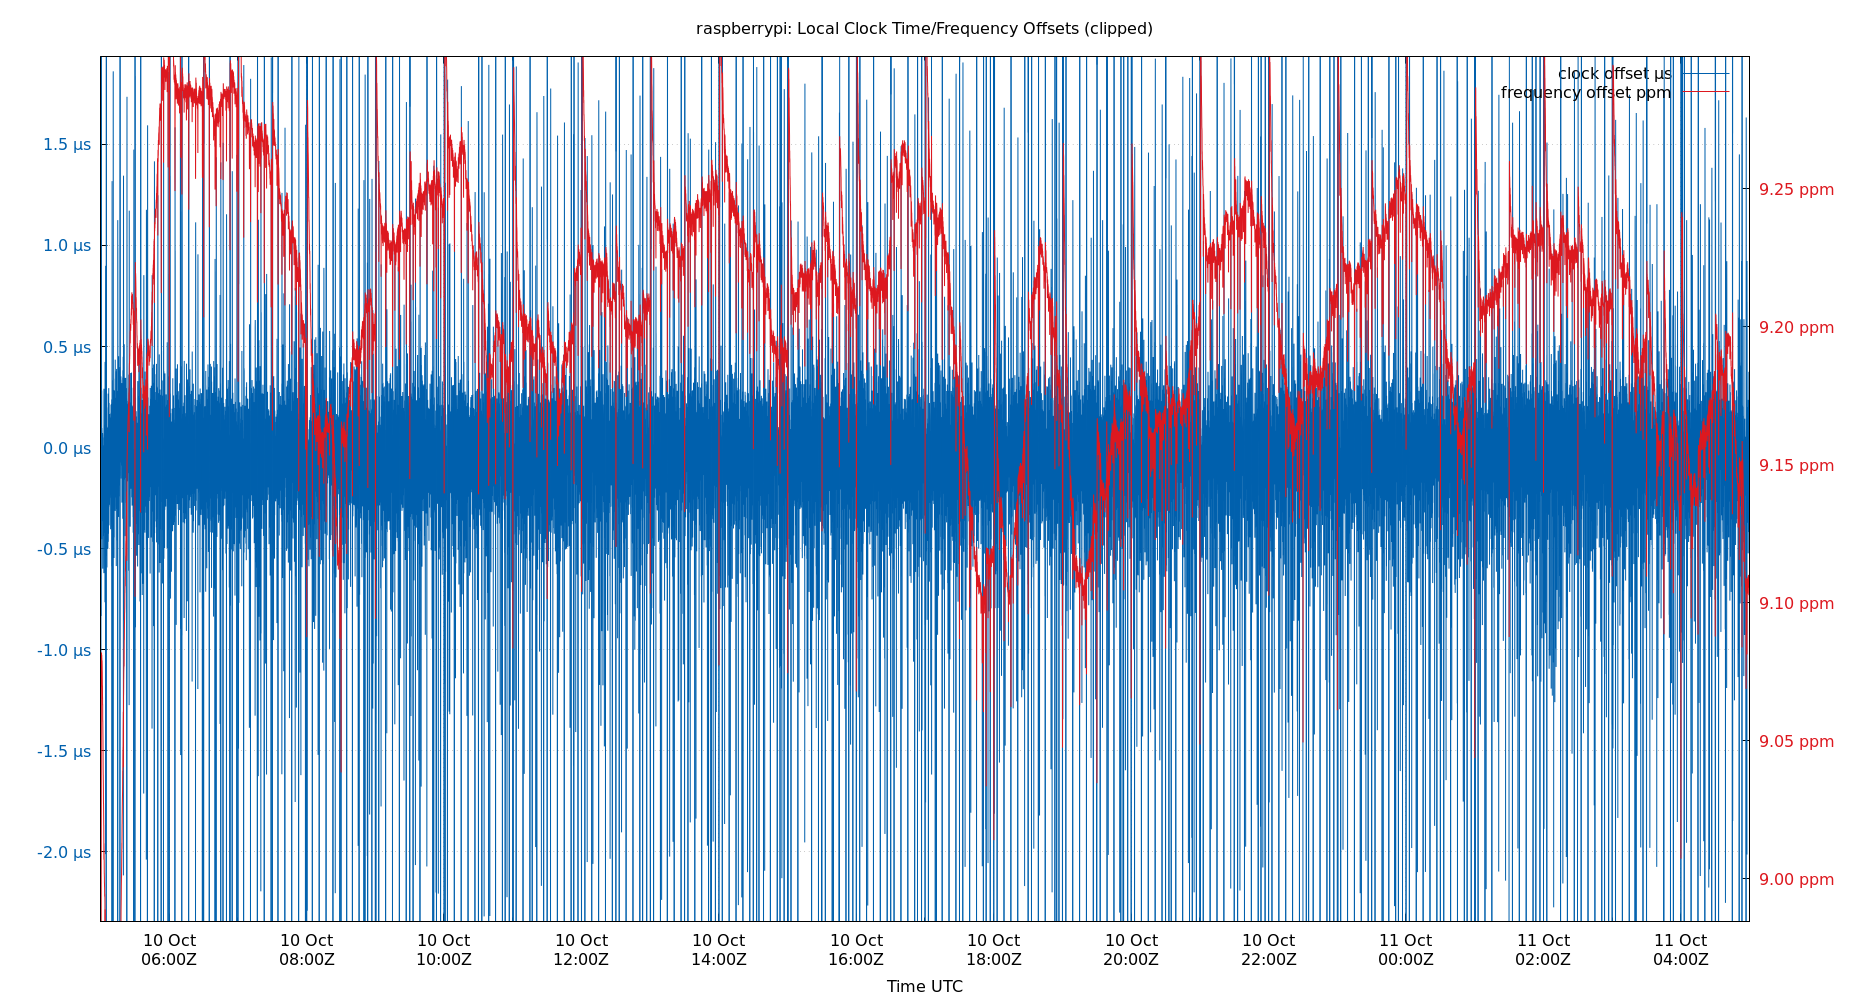 raspberrypi: Local Clock Time/Frequency Offsets (clipped)
clock offset µs
frequency offset ppm
1.5 µs
1.0 µs
0.5 µs
0.0 µs
-0.5 µs
-1.0 µs
-1.5 µs
-2.0 µs
9.25 ppm
9.20 ppm
9.15 ppm
9.10 ppm
9.05 ppm
9.00 ppm
10 Oct
06:00Z
10 Oct
08:00Z
10 Oct
10:00Z
10 Oct
12:00Z
10 Oct
14:00Z
10 Oct
16:00Z
10 Oct
18:00Z
10 Oct
20:00Z
10 Oct
22:00Z
11 Oct
00:00Z
11 Oct
02:00Z
11 Oct
04:00Z
Time UTC